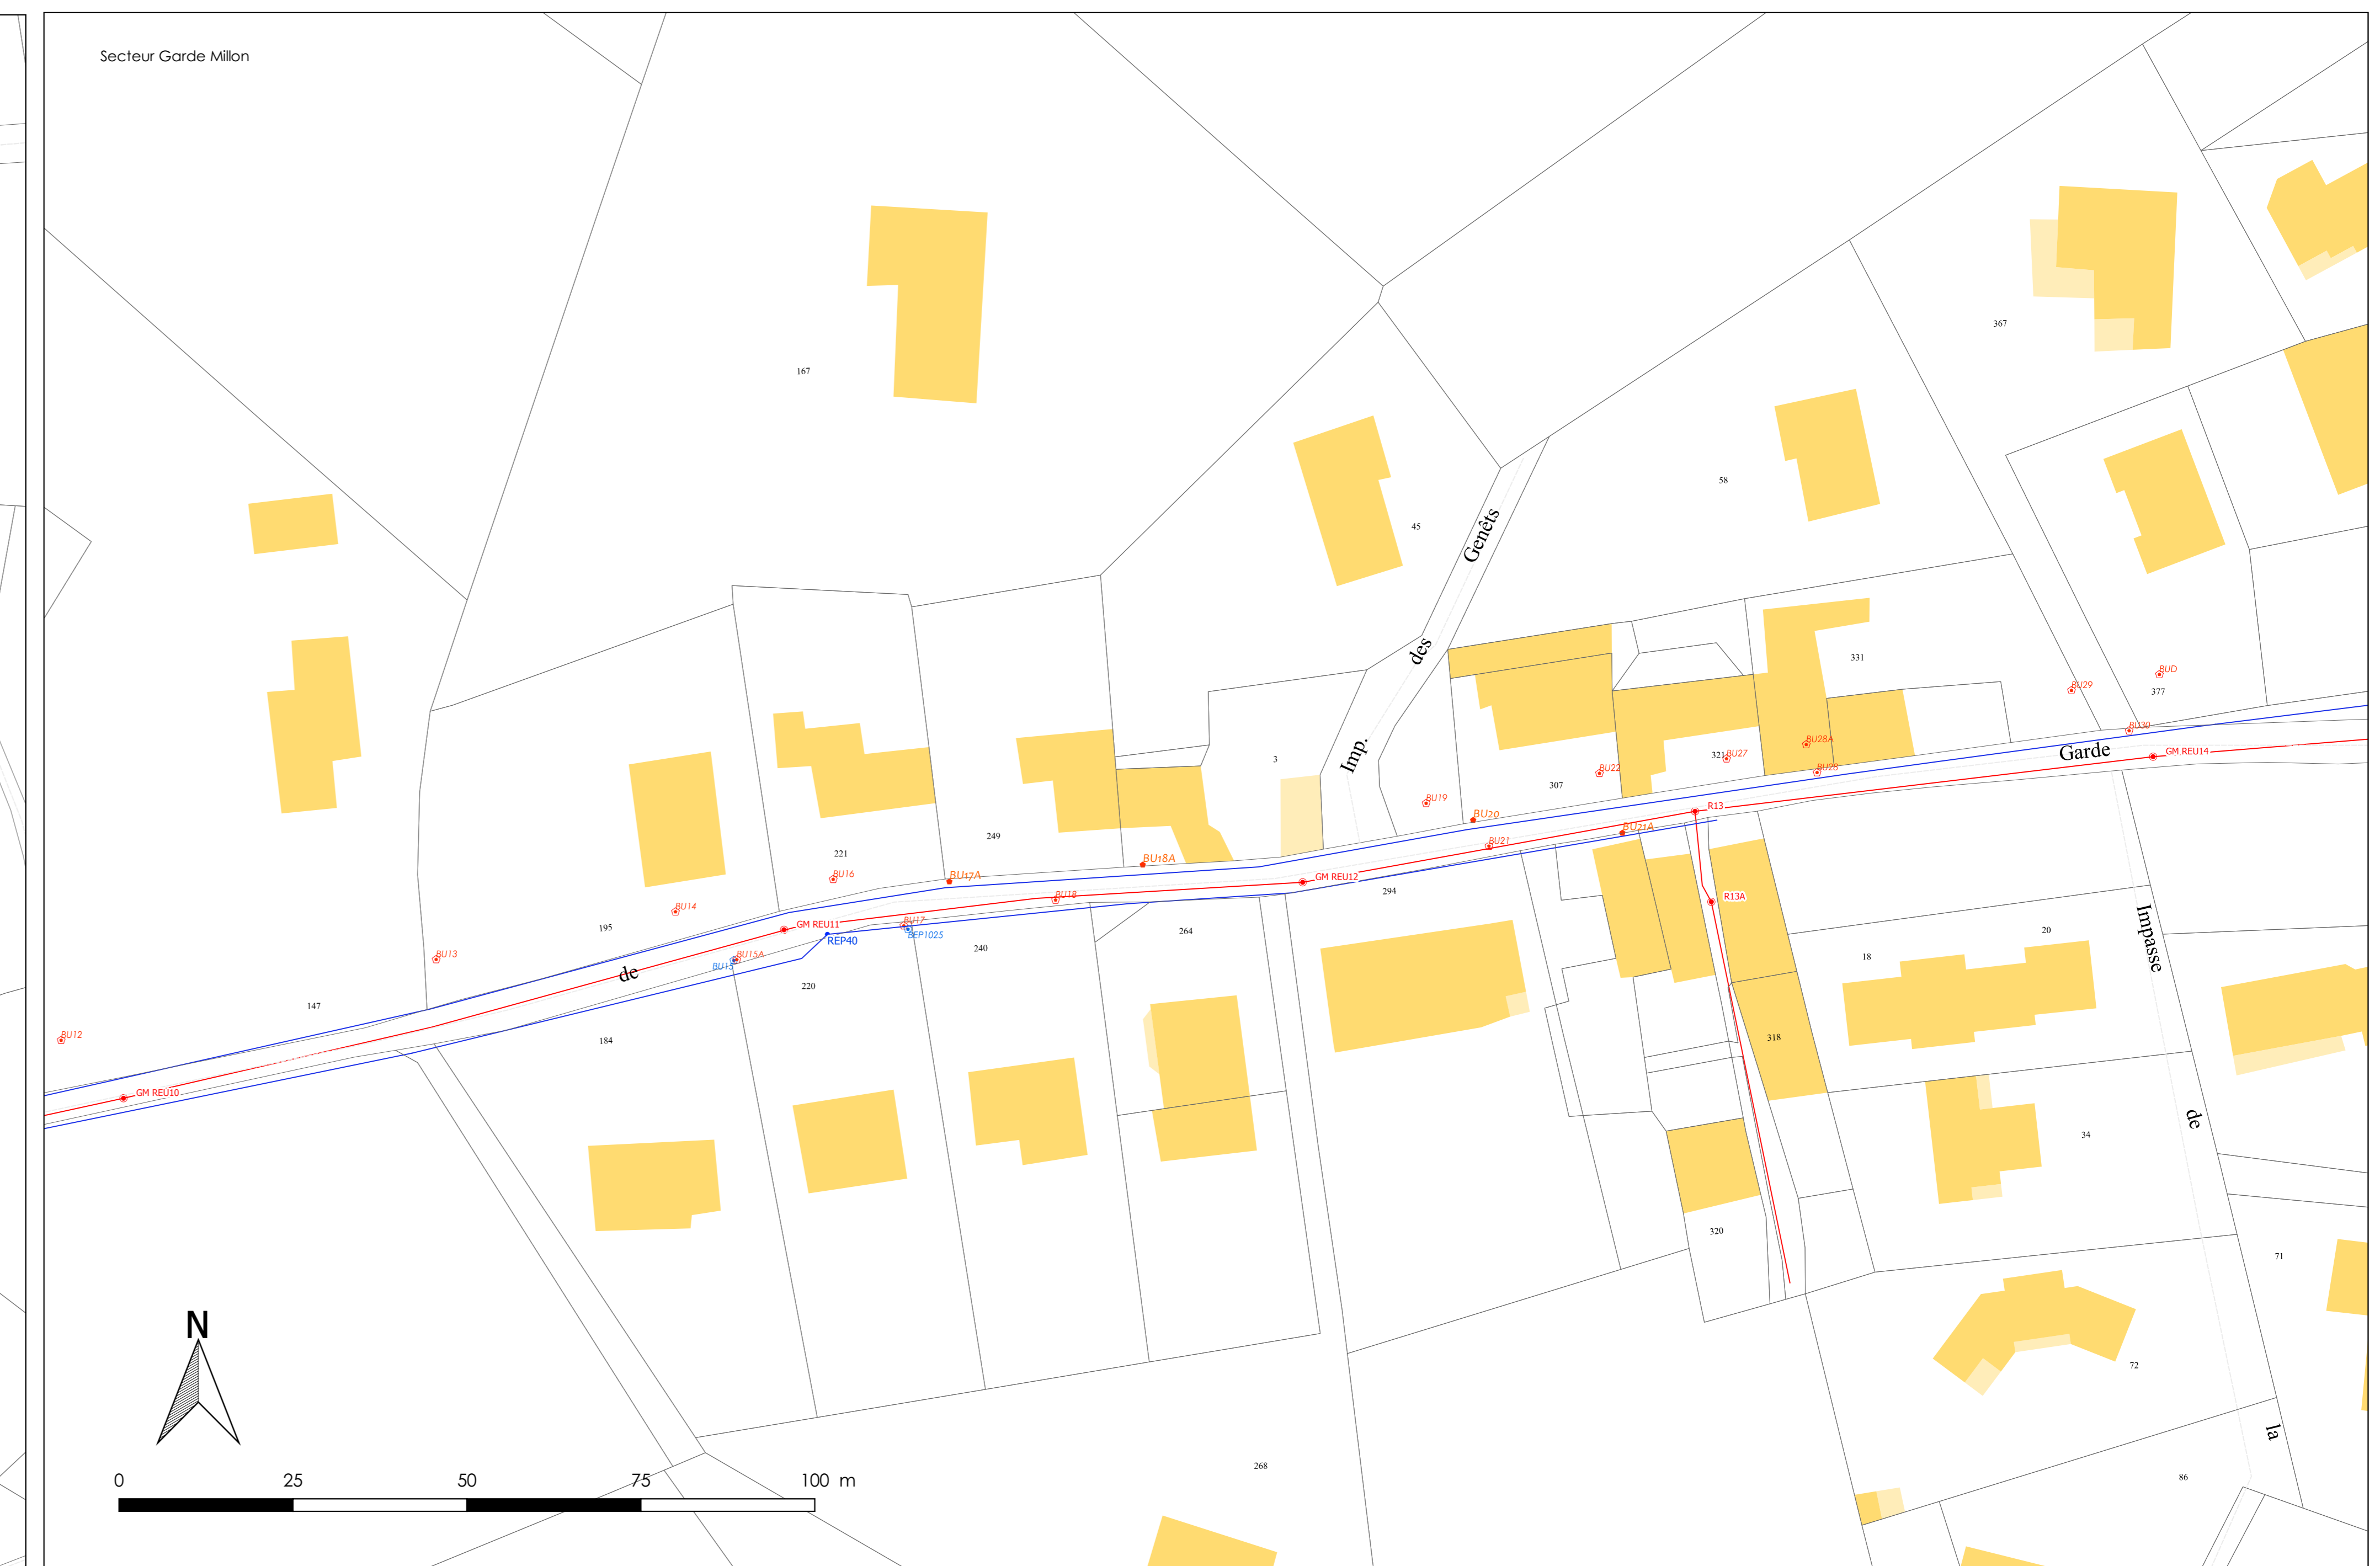 Secteur Garde Millon
367
167
58
45
Genêts
des
Imp.
331
BUD
377
BU29
BU30
GM REU14
Garde
BU28A
BU28
321
BU27
BU22
307
3
BU19
BU20
R13
BU21A
BU21
249
221
BU16
BU17A
BU18A
GM REU12
294
BU18
R13A
BU14
195
GM REU11
BU17
BEP1025
REP40
240
264
BU13
BU15A
BU15
de
220
147
184
BU12
GM REU10
18
20
Impasse
318
34
de
320
71
72
la
268
86
N
0 25 50 75 100 m